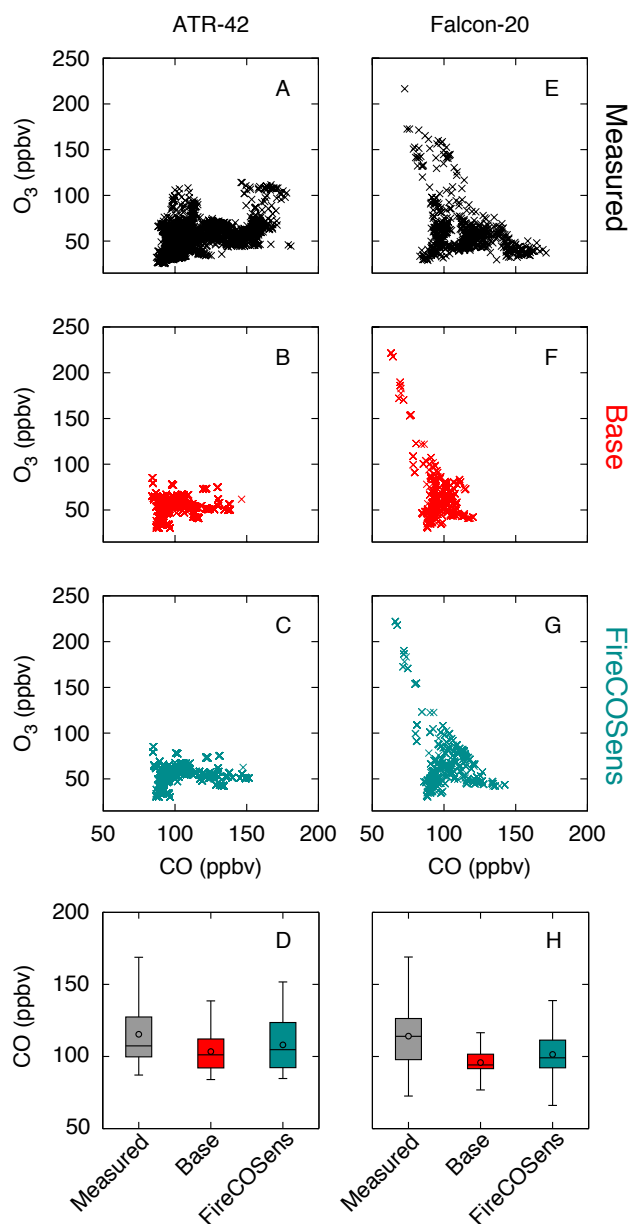 ATR-42
Falcon-20
250
200
150
100
50
O3 (ppbv)
A
E
Measured
250
200
150
100
50
O3 (ppbv)
B
F
Base
250
200
150
100
50
O3 (ppbv)
C
G
FireCOSens
50
100
150
200
50
100
150
200
CO (ppbv)
CO (ppbv)
200
150
100
50
CO (ppbv)
D
H
Measured
Base
FireCOSens
Measured
Base
FireCOSens